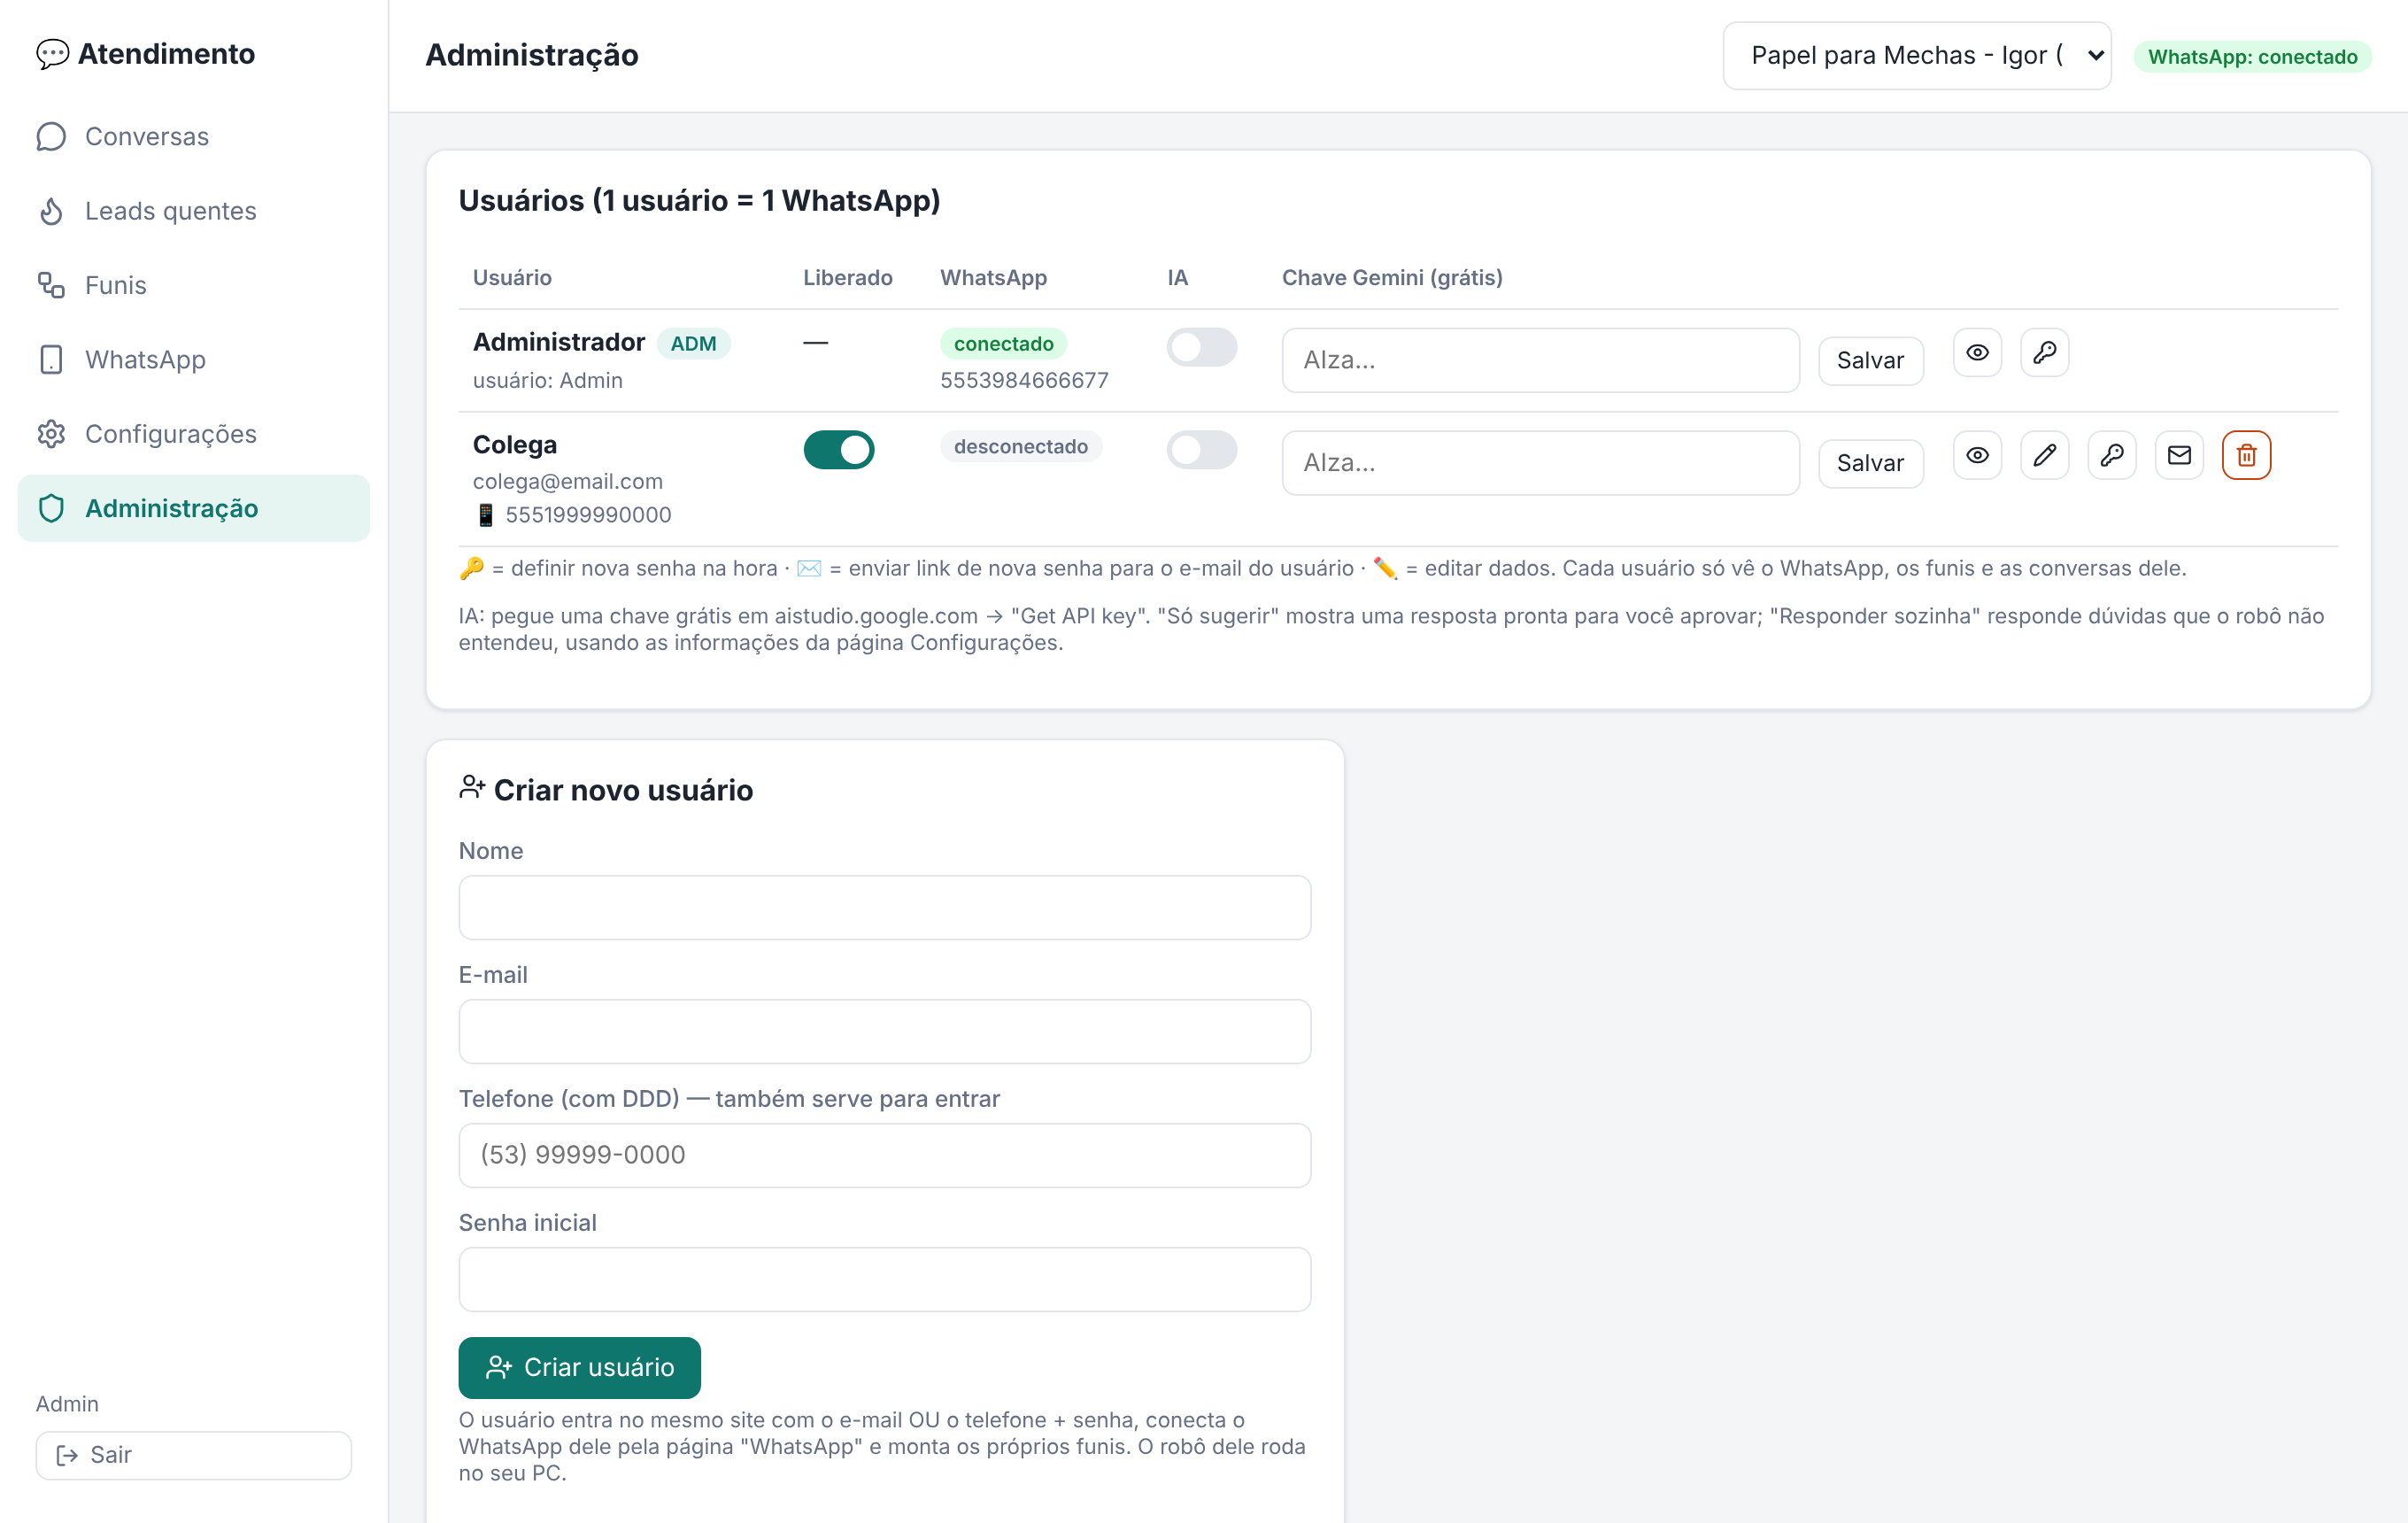 💬 Atendimento
Conversas
Leads quentes
Funis
WhatsApp
Configurações
Administração
Admin
Sair
Administração
Papel para Mechas - Igor (
WhatsApp: conectado
Usuários (1 usuário = 1 WhatsApp)
Usuário Liberado WhatsApp IA Chave Gemini (grátis)
Administrador ADM — conectado AIza... Salvar
usuário: Admin 5553984666677
Colega desconectado AIza... Salvar
colega@email.com
📱 5551999990000
🔑 = definir nova senha na hora · ✉️ = enviar link de nova senha para o e-mail do usuário · ✏️ = editar dados. Cada usuário só vê o WhatsApp, os funis e as conversas dele.
IA: pegue uma chave grátis em aistudio.google.com → "Get API key". "Só sugerir" mostra uma resposta pronta para você aprovar; "Responder sozinha" responde dúvidas que o robô não
entendeu, usando as informações da página Configurações.
Criar novo usuário
Nome
E-mail
Telefone (com DDD) — também serve para entrar
(53) 99999-0000
Senha inicial
Criar usuário
O usuário entra no mesmo site com o e-mail OU o telefone + senha, conecta o
WhatsApp dele pela página "WhatsApp" e monta os próprios funis. O robô dele roda
no seu PC.